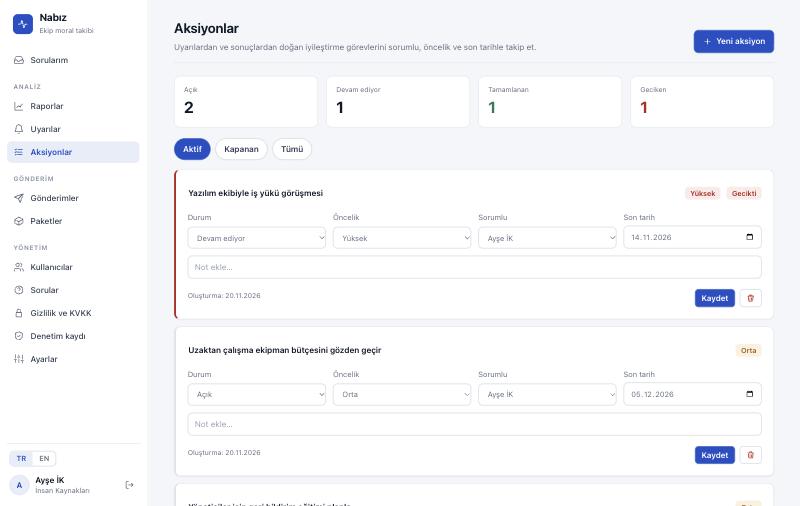 Nabız
Ekip moral takibi
Sorularım
ANALİZ
Raporlar
Uyarılar
Aksiyonlar
GÖNDERİM
Gönderimler
Paketler
YÖNETİM
Kullanıcılar
Sorular
Gizlilik ve KVKK
Denetim kaydı
Ayarlar
TR EN
A
Ayşe İK
İnsan Kaynakları
Aksiyonlar
Uyarılardan ve sonuçlardan doğan iyileştirme görevlerini sorumlu, öncelik ve son tarihle takip et.
+ Yeni aksiyon
Açık Devam ediyor Tamamlanan Geciken
2 1 1 1
Aktif Kapanan Tümü
Yazılım ekibiyle iş yükü görüşmesi Yüksek Gecikti
Durum Öncelik Sorumlu Son tarih
Devam ediyor Yüksek Ayşe İK 14.11.2026
Not ekle...
Oluşturma: 20.11.2026 Kaydet
Uzaktan çalışma ekipman bütçesini gözden geçir Orta
Durum Öncelik Sorumlu Son tarih
Açık Orta Ayşe İK 05.12.2026
Not ekle...
Oluşturma: 20.11.2026 Kaydet